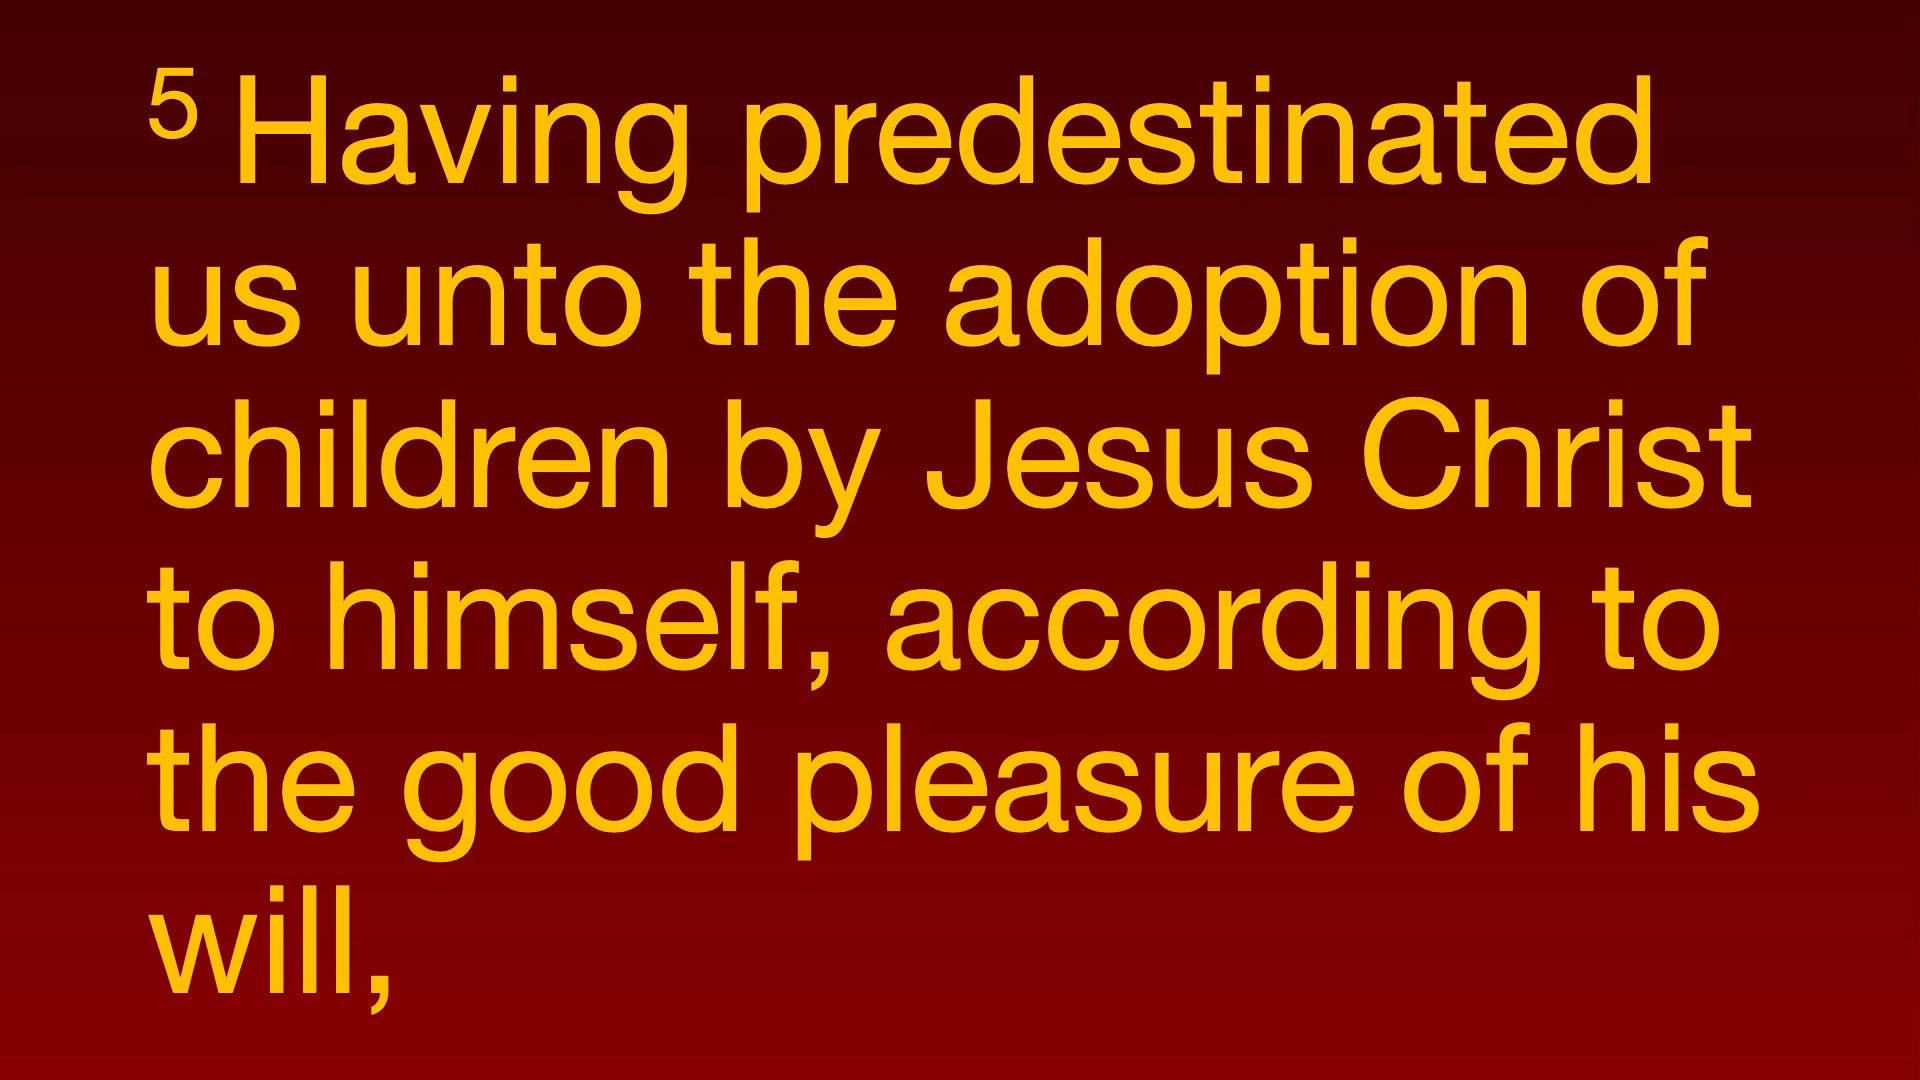 5 Having predestinated
us unto the adoption of
children by Jesus Christ
to himself, according to
the good pleasure of his
will,